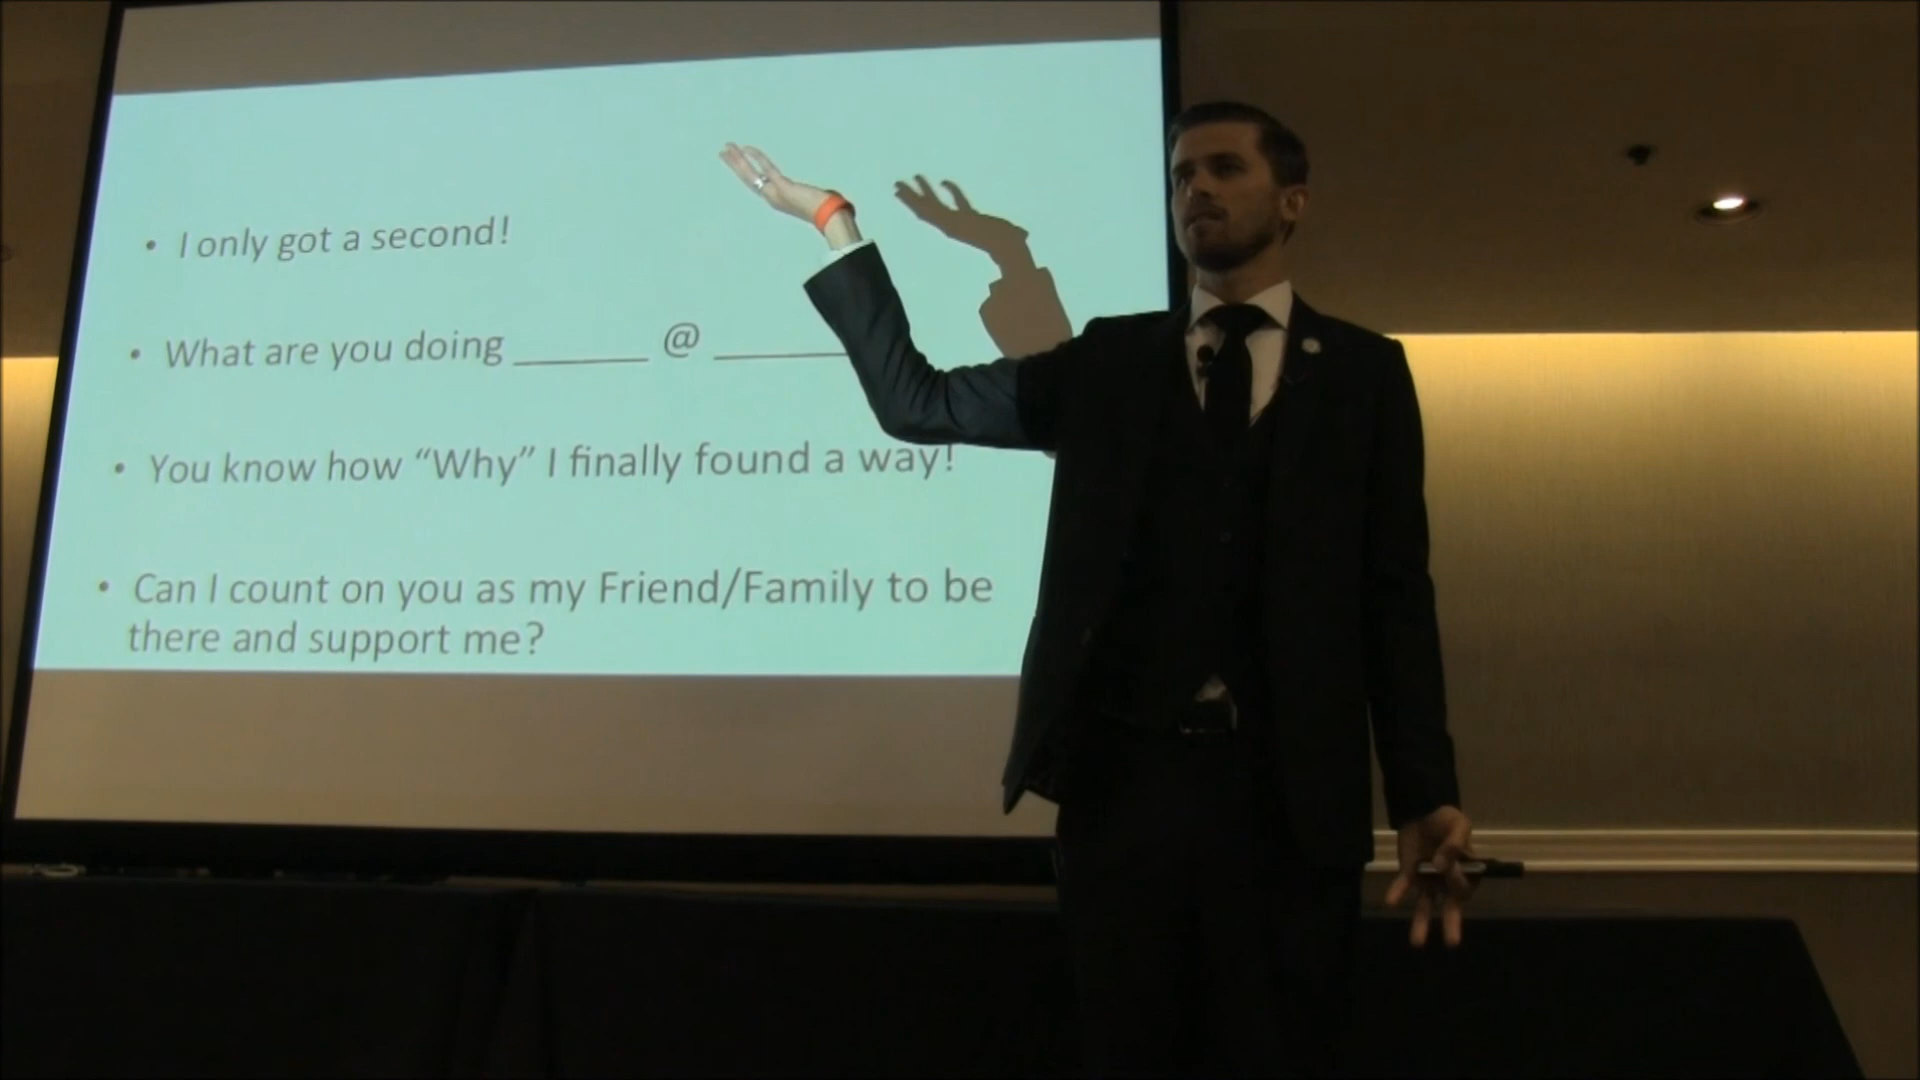 • I only got a second!
• What are you doing ______ @ ______
• You know how “Why” I finally found a way!
• Can I count on you as my Friend/Family to be
there and support me?